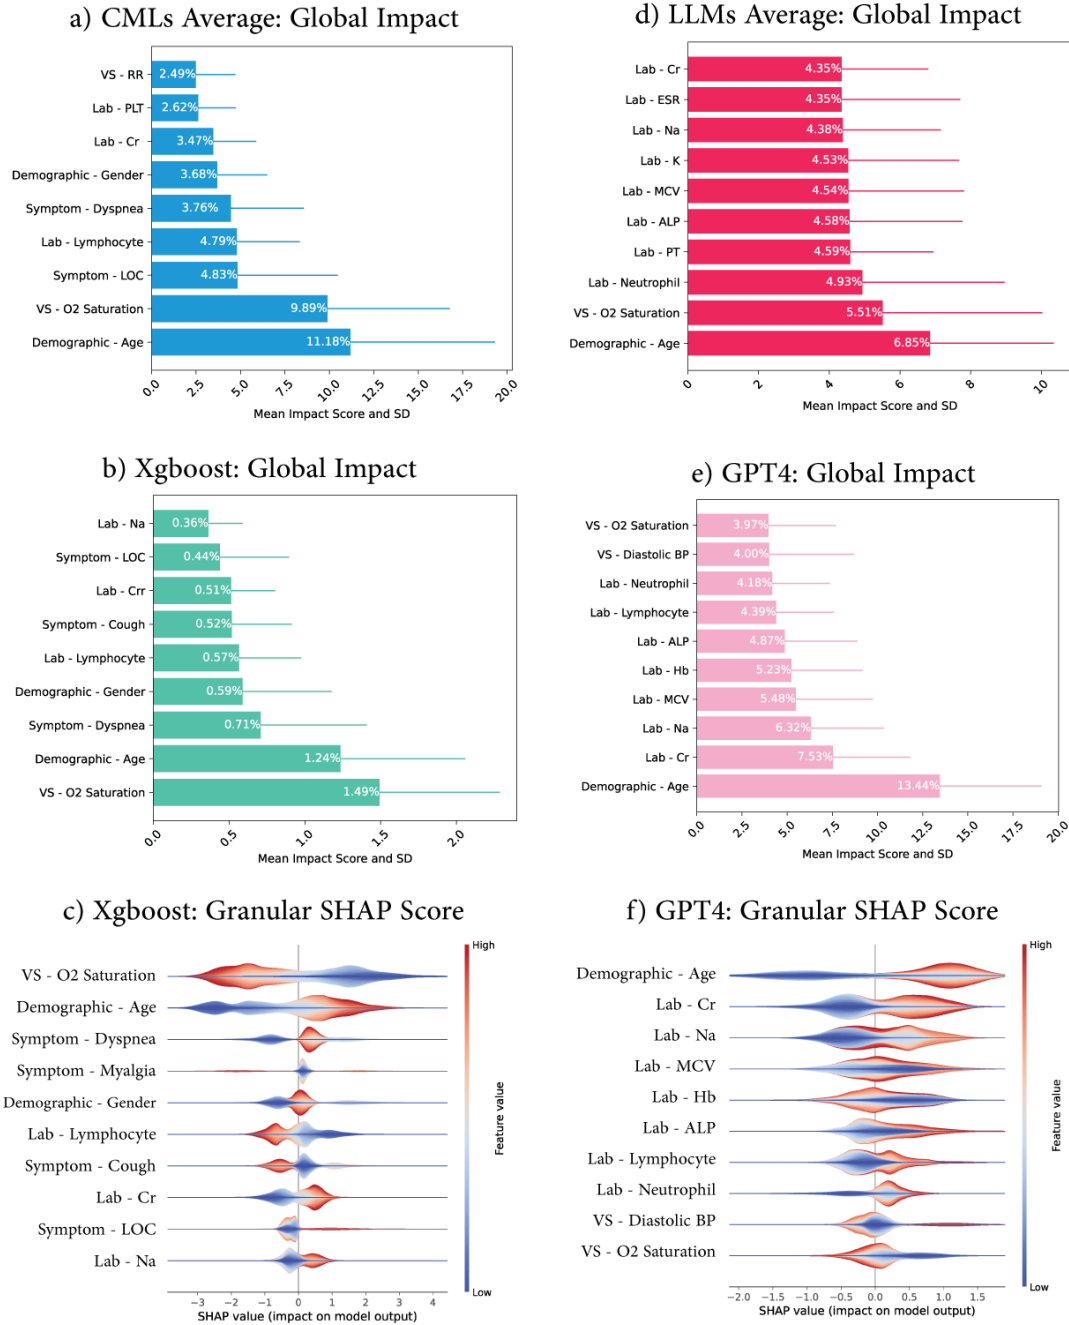 a) CMLs Average: Global Impact
VS - RR
2.49%
Lab - PLT
2.62%
Lab - Cr
3.47%
Demographic - Gender
3.68%
Symptom - Dyspnea
3.76%
Lab - Lymphocyte
4.79%
Symptom - LOC
4.83%
VS - O2 Saturation
9.89%
Demographic - Age
11.18%
0.0 2.5 5.0 7.5 10.0 12.5 15.0 17.5 20.0
Mean Impact Score and SD
d) LLMs Average: Global Impact
Lab - Cr
4.35%
Lab - ESR
4.35%
Lab - Na
4.38%
Lab - K
4.53%
Lab - MCV
4.54%
Lab - ALP
4.58%
Lab - PT
4.59%
Lab - Neutrophil
4.93%
VS - O2 Saturation
5.51%
Demographic - Age
6.85%
0 2 4 6 8 10
Mean Impact Score and SD
b) Xgboost: Global Impact
Lab - Na
0.36%
Symptom - LOC
0.44%
Lab - Crr
0.51%
Symptom - Cough
0.52%
Lab - Lymphocyte
0.57%
Demographic - Gender
0.59%
Symptom - Dyspnea
0.71%
Demographic - Age
1.24%
VS - O2 Saturation
1.49%
0.0 0.5 1.0 1.5 2.0
Mean Impact Score and SD
e) GPT4: Global Impact
VS - O2 Saturation
3.97%
VS - Diastolic BP
4.00%
Lab - Neutrophil
4.18%
Lab - Lymphocyte
4.39%
Lab - ALP
4.87%
Lab - Hb
5.23%
Lab - MCV
5.48%
Lab - Na
6.32%
Lab - Cr
7.53%
Demographic - Age
13.44%
0.0 2.5 5.0 7.5 10.0 12.5 15.0 17.5 20.0
Mean Impact Score and SD
c) Xgboost: Granular SHAP Score
High
VS - O2 Saturation
Demographic - Age
Symptom - Dyspnea
Symptom - Myalgia
Demographic - Gender
Lab - Lymphocyte
Symptom - Cough
Lab - Cr
Symptom - LOC
Lab - Na
Feature value
Low
−3 −2 −1 0 1 2 3 4
SHAP value (impact on model output)
f) GPT4: Granular SHAP Score
High
Demographic - Age
Lab - Cr
Lab - Na
Lab - MCV
Lab - Hb
Lab - ALP
Lab - Lymphocyte
Lab - Neutrophil
VS - Diastolic BP
VS - O2 Saturation
Feature value
Low
−2.0 −1.5 −1.0 −0.5 0.0 0.5 1.0 1.5
SHAP value (impact on model output)